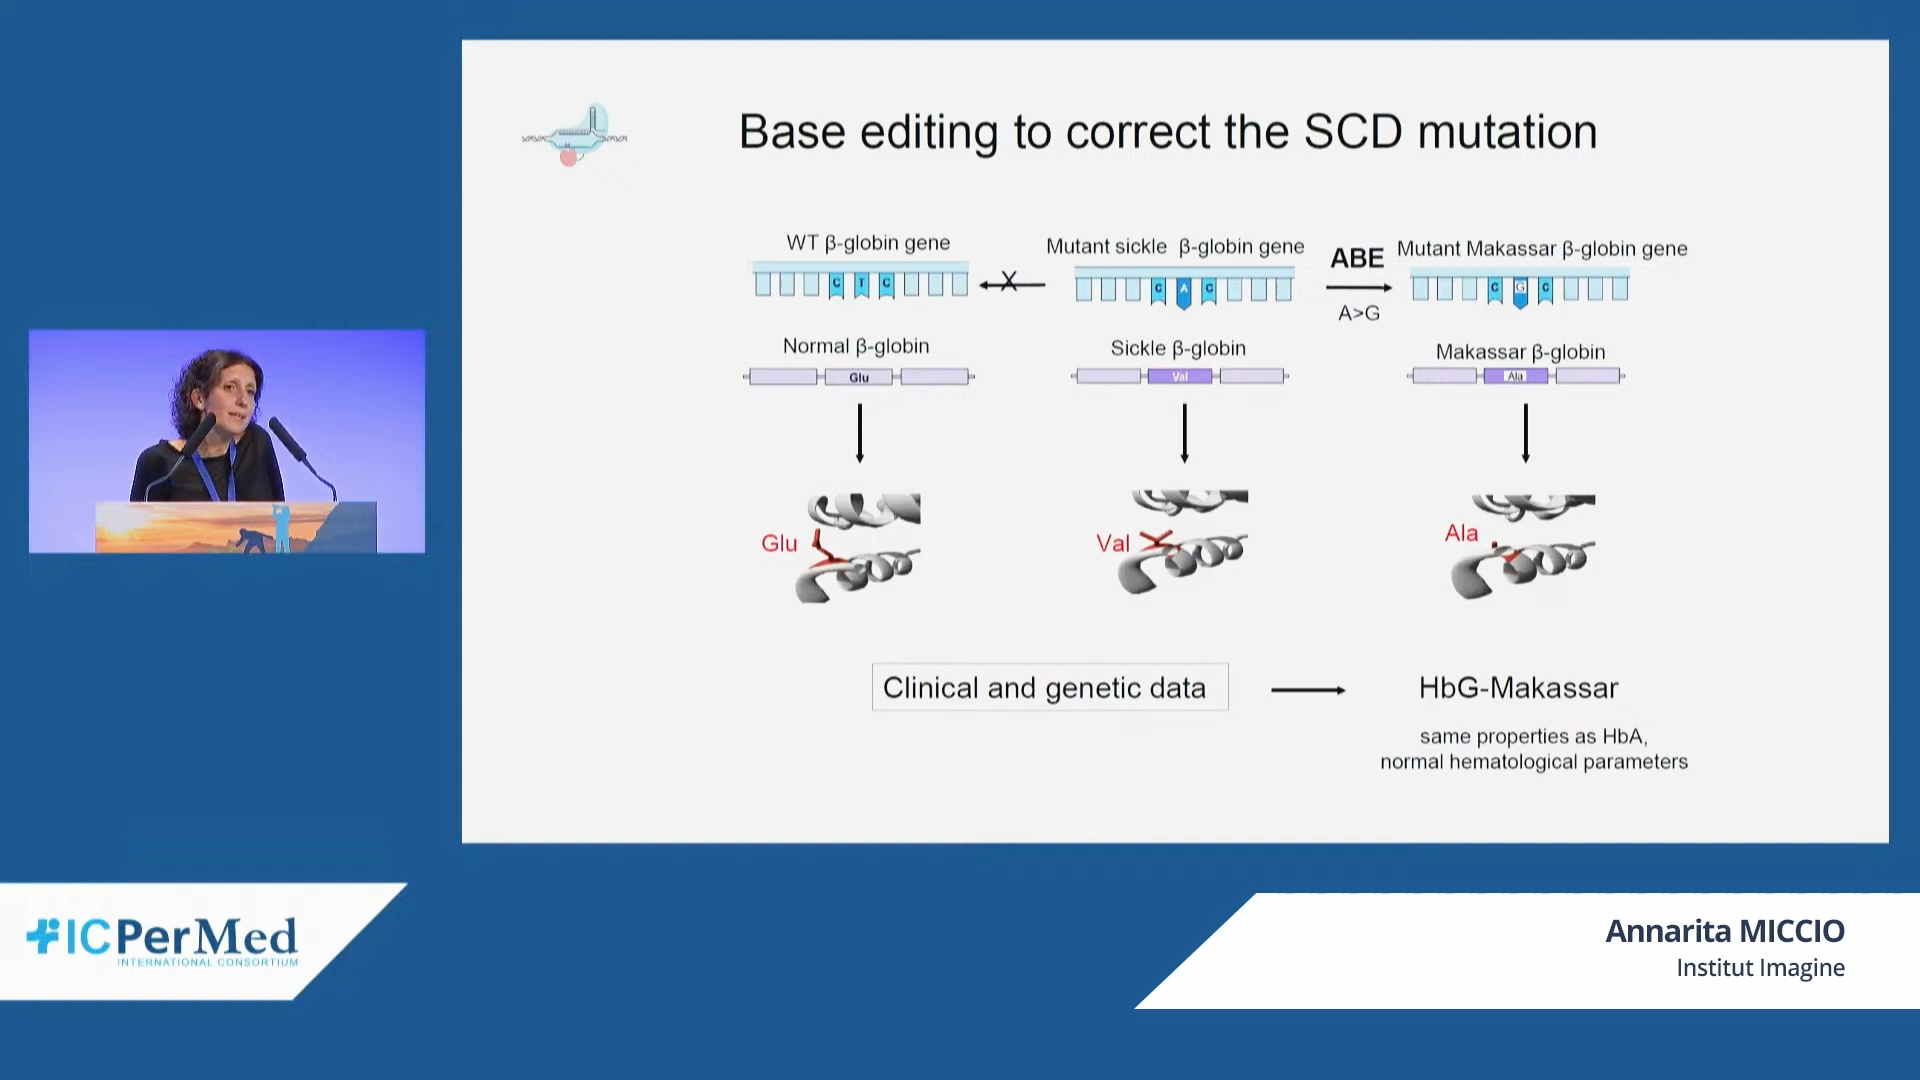 Base editing to correct the SCD mutation
WT β-globin gene
Mutant sickle β-globin gene
ABE
Mutant Makassar β-globin gene
C T C
X
C A C
A>G
C G C
Normal β-globin
Sickle β-globin
Makassar β-globin
Glu
Val
Ala
Glu
Val
Ala
Clinical and genetic data
HbG-Makassar
same properties as HbA,
normal hematological parameters
ICPerMed
INTERNATIONAL CONSORTIUM
Annarita MICCIO
Institut Imagine